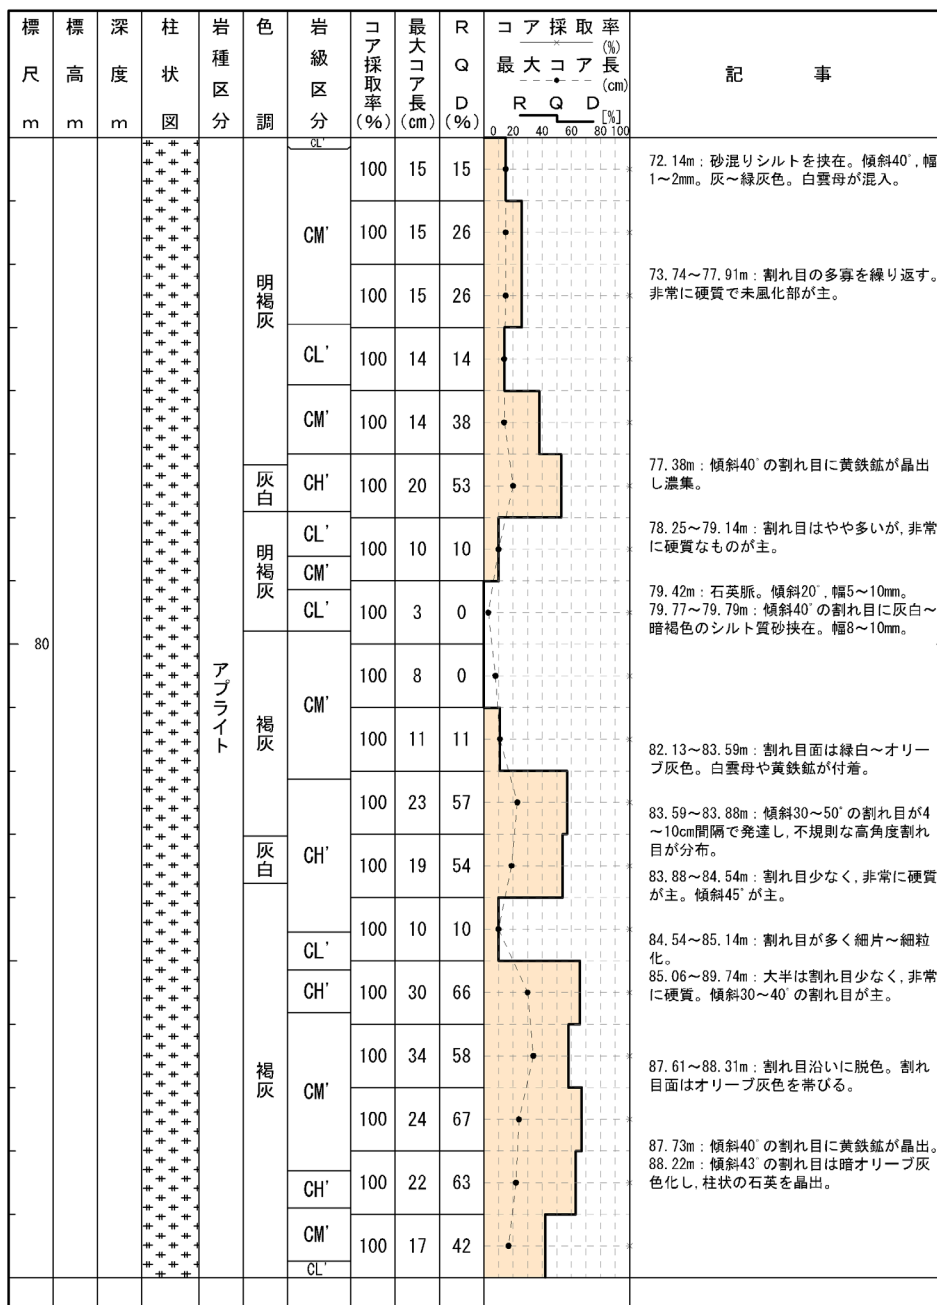 標尺m
標高m
深度m
柱状図
岩種区分
色調
岩級区分
コア採取率(%)
最大コア長(cm)
RQD(%)
コア採取率
(%)
最大コア長
(cm)
RQD
[%]
0 20 40 60 80 100
記事
80
アプライト
明褐灰
灰白
明褐灰
褐灰
灰白
褐灰
CL'
CM'
CL'
CM'
CH'
CL'
CM'
CL'
CM'
CH'
CL'
CH'
CM'
CH'
CM'
CL'
100 15 15
100 15 26
100 15 26
100 14 14
100 14 38
100 20 53
100 10 10
100 3 0
100 8 0
100 11 11
100 23 57
100 19 54
100 10 10
100 30 66
100 34 58
100 24 67
100 22 63
100 17 42
72.14m：砂混りシルトを挟在。傾斜40°,幅
1～2mm。灰～緑灰色。白雲母が混入。
73.74～77.91m：割れ目の多寡を繰り返す。
非常に硬質で未風化部が主。
77.38m：傾斜40°の割れ目に黄鉄鉱が晶出
し濃集。
78.25～79.14m：割れ目はやや多いが,非常
に硬質なものが主。
79.42m：石英脈。傾斜20°,幅5～10mm。
79.77～79.79m：傾斜40°の割れ目に灰白～
暗褐色のシルト質砂挟在。幅8～10mm。
82.13～83.59m：割れ目面は緑白～オリー
ブ灰色。白雲母や黄鉄鉱が付着。
83.59～83.88m：傾斜30～50°の割れ目が4
～10cm間隔で発達し,不規則な高角度割れ
目が分布。
83.88～84.54m：割れ目少なく,非常に硬質
が主。傾斜45°が主。
84.54～85.14m：割れ目が多く細片～細粒
化。
85.06～89.74m：大半は割れ目少なく,非常
に硬質。傾斜30～40°の割れ目が主。
87.61～88.31m：割れ目沿いに脱色。割れ
目面はオリーブ灰色を帯びる。
87.73m：傾斜40°の割れ目に黄鉄鉱が晶出。
88.22m：傾斜43°の割れ目は暗オリーブ灰
色化し,柱状の石英を晶出。